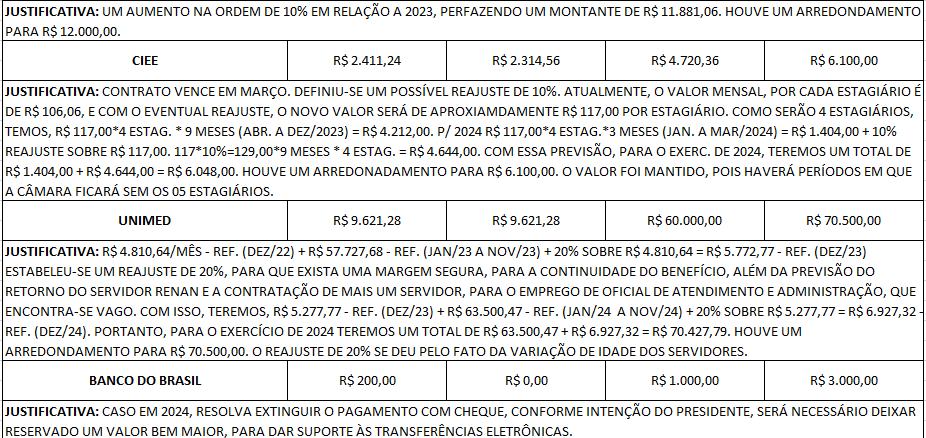 JUSTIFICATIVA: UM AUMENTO NA ORDEM DE 10% EM RELAÇÃO A 2023, PERFAZENDO UM MONTANTE DE R$ 11.881,06. HOUVE UM ARREDONDAMENTO
PARA R$ 12.000,00.
CIEE R$ 2.411,24 R$ 2.314,56 R$ 4.720,36 R$ 6.100,00
JUSTIFICATIVA: CONTRATO VENCE EM MARÇO. DEFINIU-SE UM POSSÍVEL REAJUSTE DE 10%. ATUALMENTE, O VALOR MENSAL, POR CADA ESTAGIÁRIO É
DE R$ 106,06, E COM O EVENTUAL REAJUSTE, O NOVO VALOR SERÁ DE APROXIAMDAMENTE R$ 117,00 POR ESTAGIÁRIO. COMO SERÃO 4 ESTAGIÁRIOS,
TEMOS, R$ 117,00*4 ESTAG. * 9 MESES (ABR. A DEZ/2023) = R$ 4.212,00. P/ 2024 R$ 117,00*4 ESTAG.*3 MESES (JAN. A MAR/2024) = R$ 1.404,00 + 10%
REAJUSTE SOBRE R$ 117,00. 117*10%=129,00*9 MESES * 4 ESTAG. = R$ 4.644,00. COM ESSA PREVISÃO, PARA O EXERC. DE 2024, TEREMOS UM TOTAL DE
R$ 1.404,00 + R$ 4.644,00 = R$ 6.048,00. HOUVE UM ARREDONADAMENTO PARA R$ 6.100,00. O VALOR FOI MANTIDO, POIS HAVERÁ PERÍODOS EM QUE
A CÂMARA FICARÁ SEM OS 05 ESTAGIÁRIOS.
UNIMED R$ 9.621,28 R$ 9.621,28 R$ 60.000,00 R$ 70.500,00
JUSTIFICATIVA: R$ 4.810,64/MÊS - REF. (DEZ/22) + R$ 57.727,68 - REF. (JAN/23 A NOV/23) + 20% SOBRE R$ 4.810,64 = R$ 5.772,77 - REF. (DEZ/23)
ESTABELEU-SE UM REAJUSTE DE 20%, PARA QUE EXISTA UMA MARGEM SEGURA, PARA A CONTINUIDADE DO BENEFÍCIO, ALÉM DA PREVISÃO DO
RETORNO DO SERVIDOR RENAN E A CONTRATAÇÃO DE MAIS UM SERVIDOR, PARA O EMPREGO DE OFICIAL DE ATENDIMENTO E ADMINISTRAÇÃO, QUE
ENCONTRA-SE VAGO. COM ISSO, TEREMOS, R$ 5.277,77 - REF. (DEZ/23) + R$ 63.500,47 - REF. (JAN/24 A NOV/24) + 20% SOBRE R$ 5.277,77 = R$ 6.927,32 -
REF. (DEZ/24). PORTANTO, PARA O EXERCÍCIO DE 2024 TEREMOS UM TOTAL DE R$ 63.500,47 + R$ 6.927,32 = R$ 70.427,79. HOUVE UM
ARREDONDAMENTO PARA R$ 70.500,00. O REAJUSTE DE 20% SE DEU PELO FATO DA VARIAÇÃO DE IDADE DOS SERVIDORES.
BANCO DO BRASIL R$ 200,00 R$ 0,00 R$ 1.000,00 R$ 3.000,00
JUSTIFICATIVA: CASO EM 2024, RESOLVA EXTINGUIR O PAGAMENTO COM CHEQUE, CONFORME INTENÇÃO DO PRESIDENTE, SERÁ NECESSÁRIO DEIXAR
RESERVADO UM VALOR BEM MAIOR, PARA DAR SUPORTE ÀS TRANSFERÊNCIAS ELETRÔNICAS.